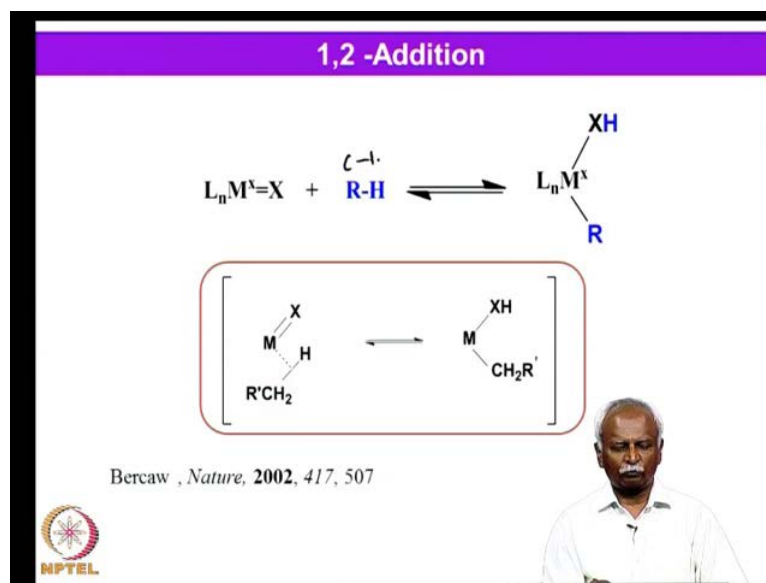 1,2 -Addition
C-H
LnMˣ=X + R-H
XH
LnMˣ
R
X
M
H
R'CH₂
XH
M
CH₂R'
Bercaw , Nature, 2002, 417, 507
NPTEL